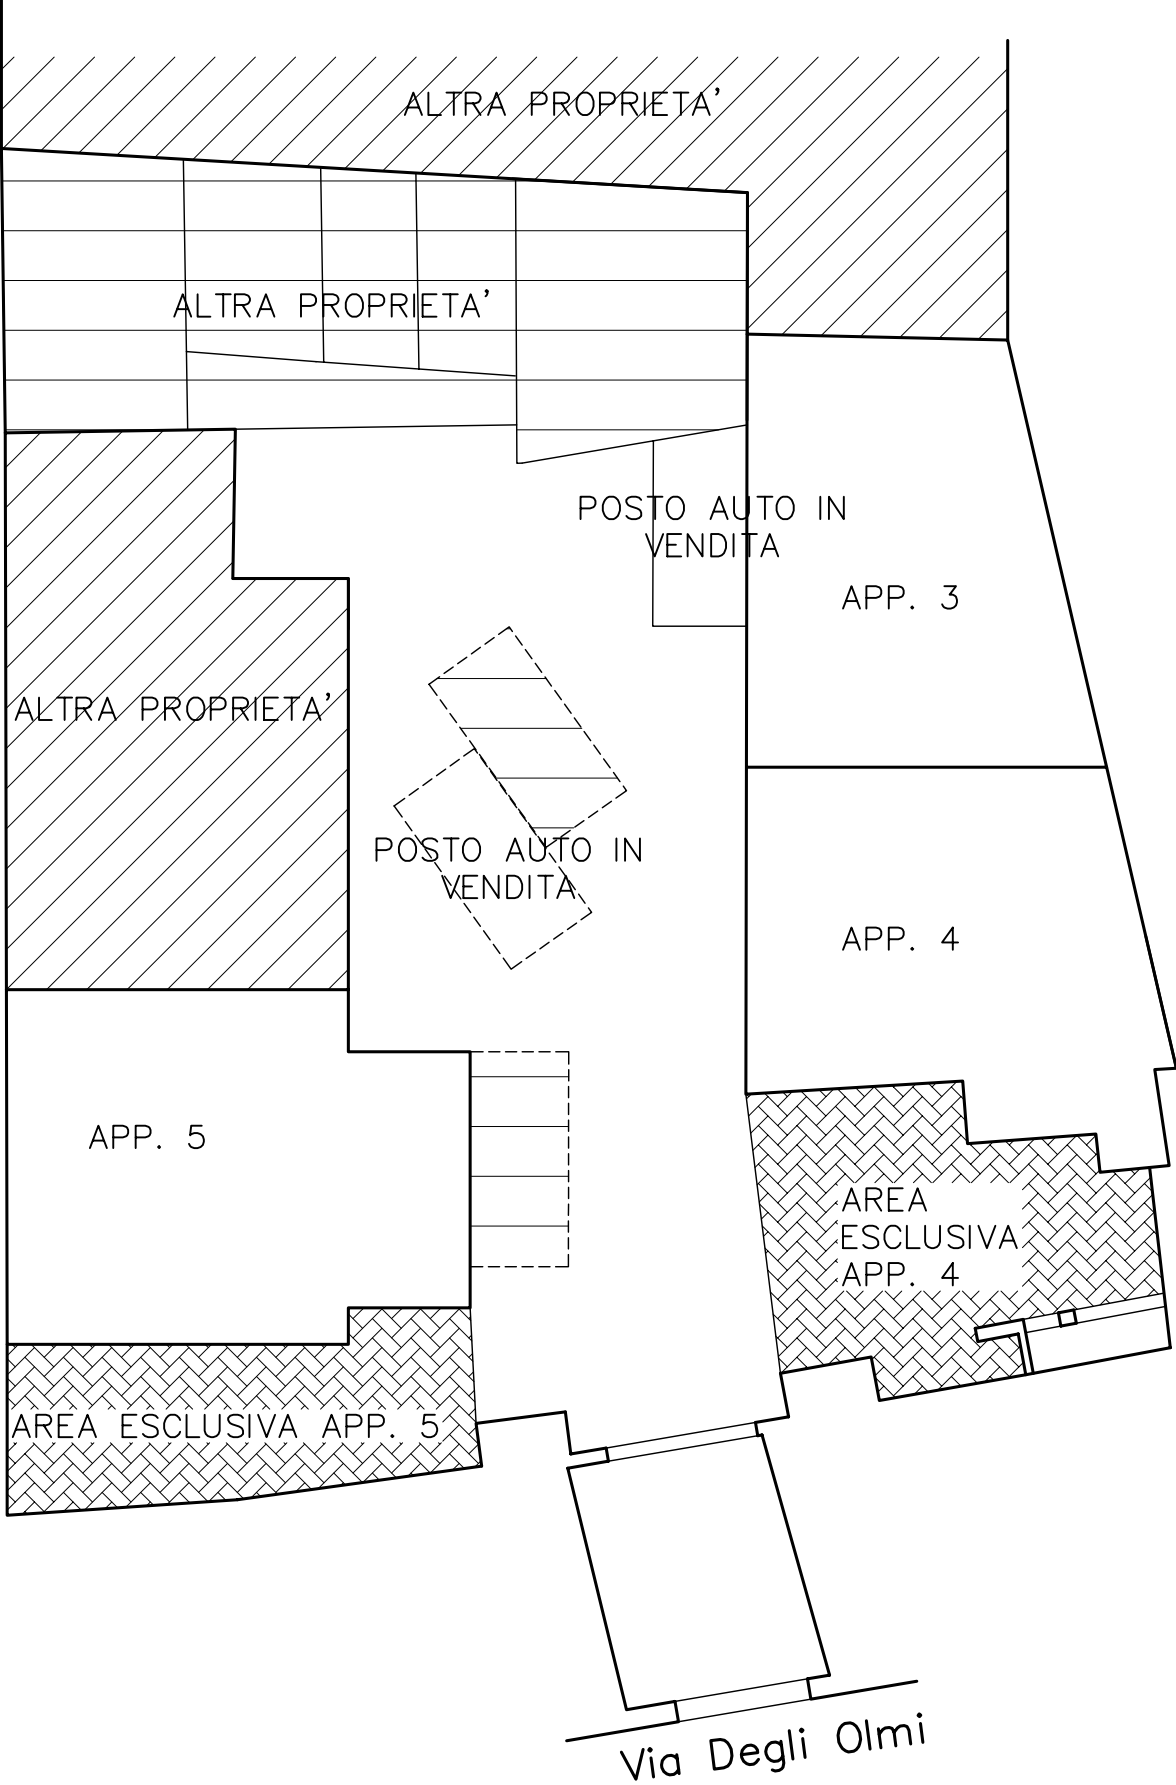 ALTRA PROPRIETA'
ALTRA PROPRIETA'
POSTO AUTO IN
VENDITA
APP. 3
ALTRA PROPRIETA'
POSTO AUTO IN
VENDITA
APP. 4
APP. 5
AREA
ESCLUSIVA
APP. 4
AREA ESCLUSIVA APP. 5
Via Degli Olmi